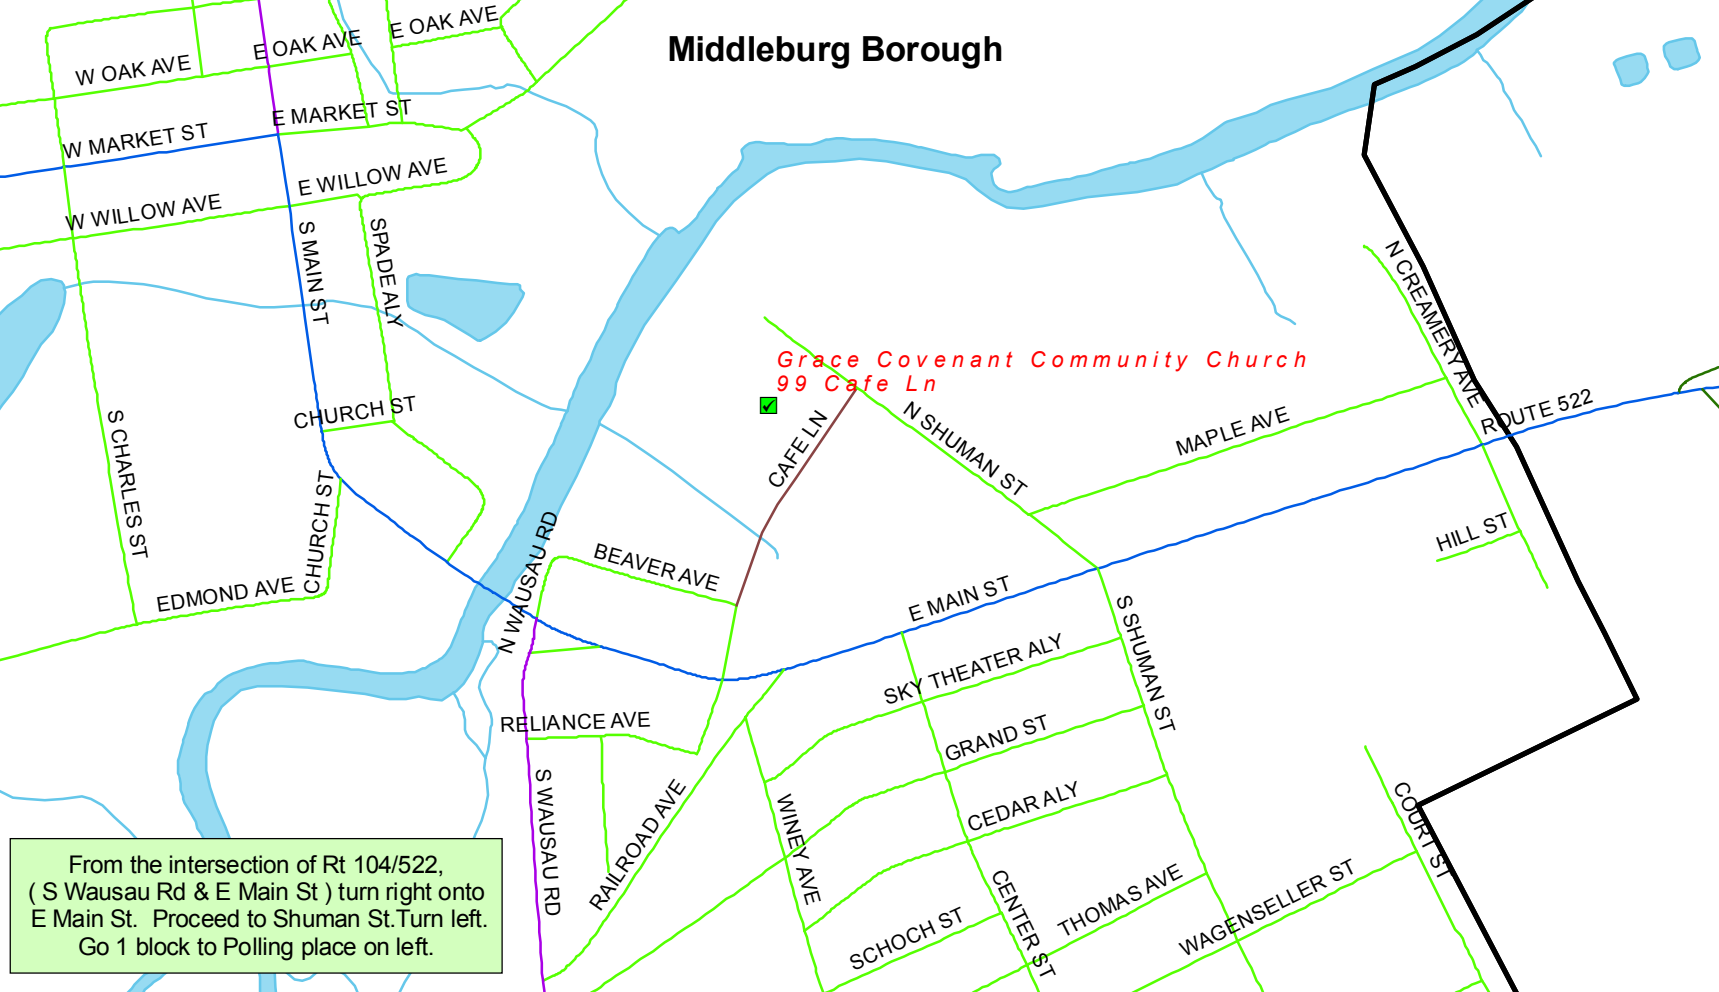 Middleburg Borough
E OAK AVE
E OAK AVE
W OAK AVE
E MARKET ST
W MARKET ST
E WILLOW AVE
W WILLOW AVE
S MAIN ST
SPADE ALY
N CREAMERY AVE
Grace Covenant Community Church
99 Cafe Ln
ROUTE 522
CHURCH ST
S CHARLES ST
CAFE LN
N SHUMAN ST
MAPLE AVE
CHURCH ST
N WAUSAU RD
HILL ST
BEAVER AVE
EDMOND AVE
E MAIN ST
S SHUMAN ST
SKY THEATER ALY
RELIANCE AVE
GRAND ST
S WAUSAU RD
RAILROAD AVE
WINEY AVE
CEDAR ALY
COURT ST
CENTER ST
THOMAS AVE
WAGENSELLER ST
SCHOCH ST
From the intersection of Rt 104/522,
( S Wausau Rd & E Main St ) turn right onto
E Main St.  Proceed to Shuman St.Turn left.
Go 1 block to Polling place on left.